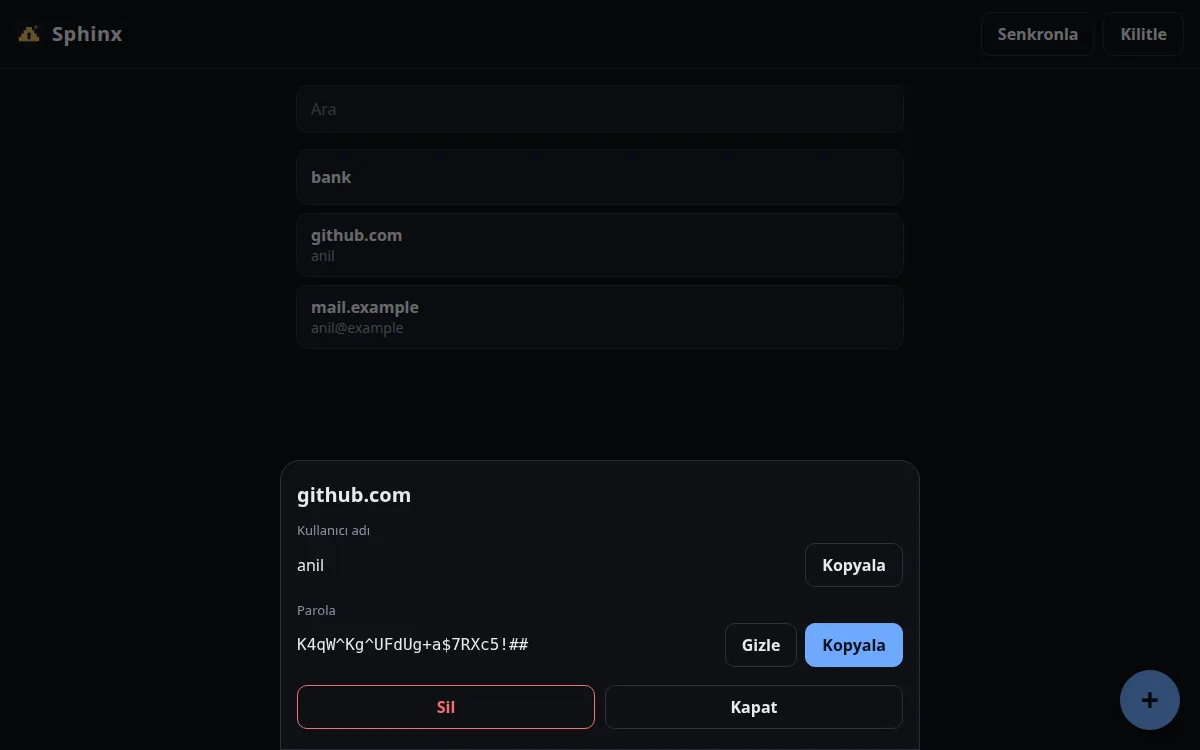 Sphinx
Senkronla
Kilitle
Ara
bank
github.com
anil
mail.example
anil@example
github.com
Kullanıcı adı
anil
Kopyala
Parola
K4qW^Kg^UFdUg+a$7RXc5!##
Gizle
Kopyala
Sil
Kapat
+